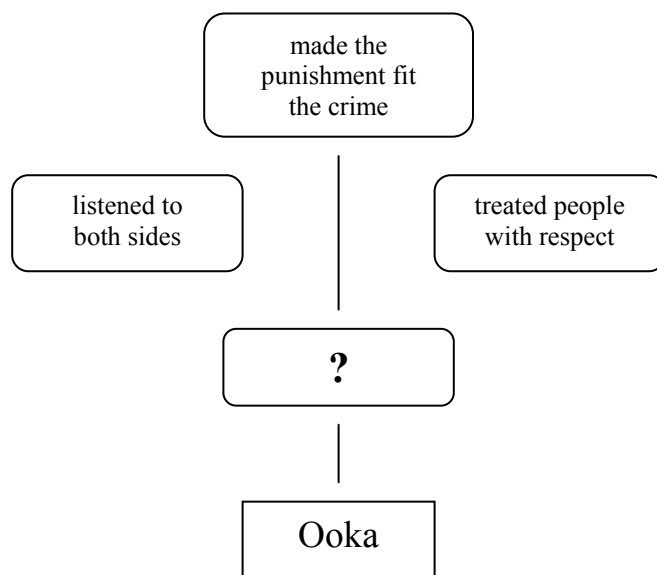 made the
punishment fit
the crime
listened to
both sides
treated people
with respect
?
Ooka